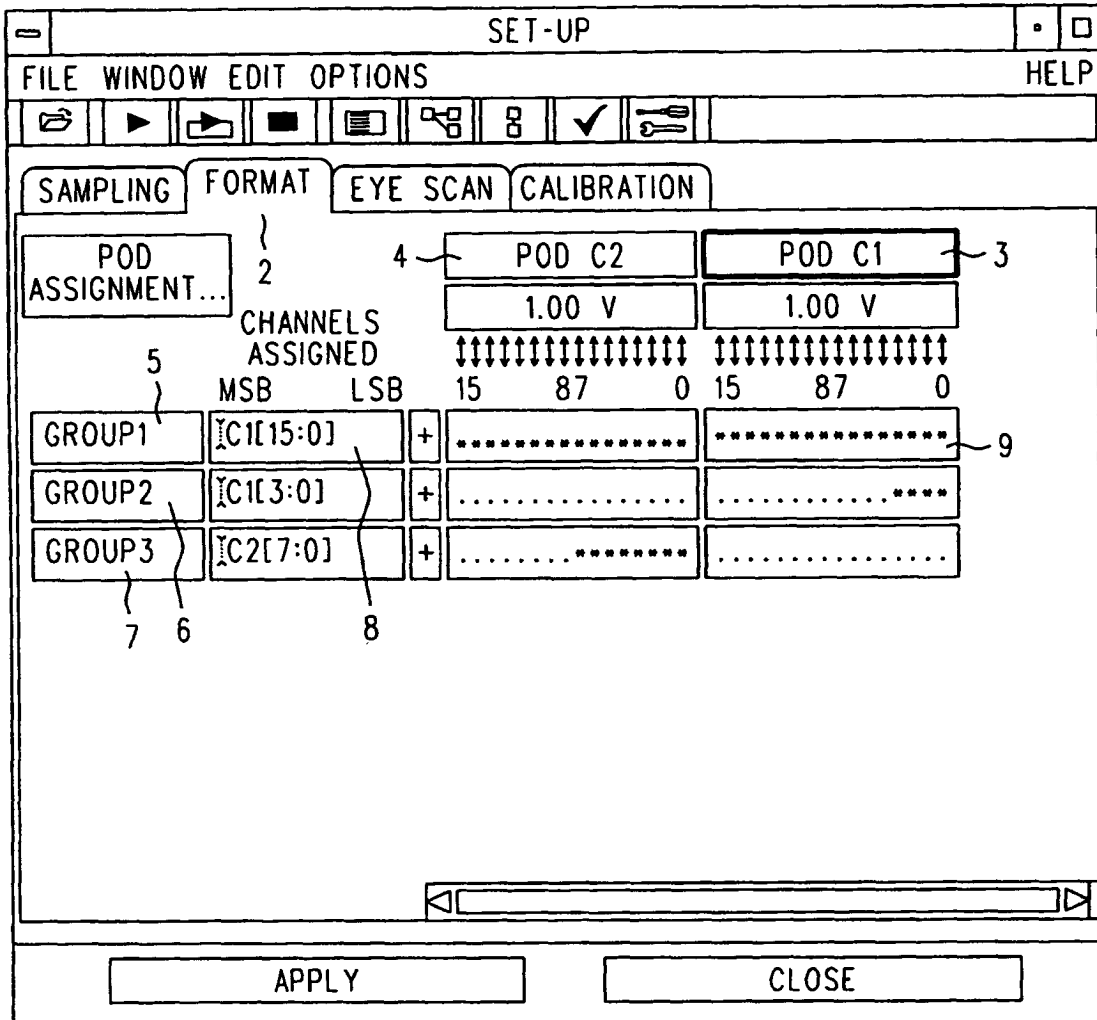 SET-UP
FILE WINDOW EDIT OPTIONS HELP
SAMPLING FORMAT EYE SCAN CALIBRATION
POD ASSIGNMENT...
2
4 POD C2 POD C1 3
1.00 V 1.00 V
CHANNELS ASSIGNED
5 MSB LSB 15 87 0 15 87 0
GROUP1 C1[15:0] + **************** **************** 9
GROUP2 C1[3:0] + ................ ............****
GROUP3 C2[7:0] + ........******** ................
7 6 8
APPLY CLOSE